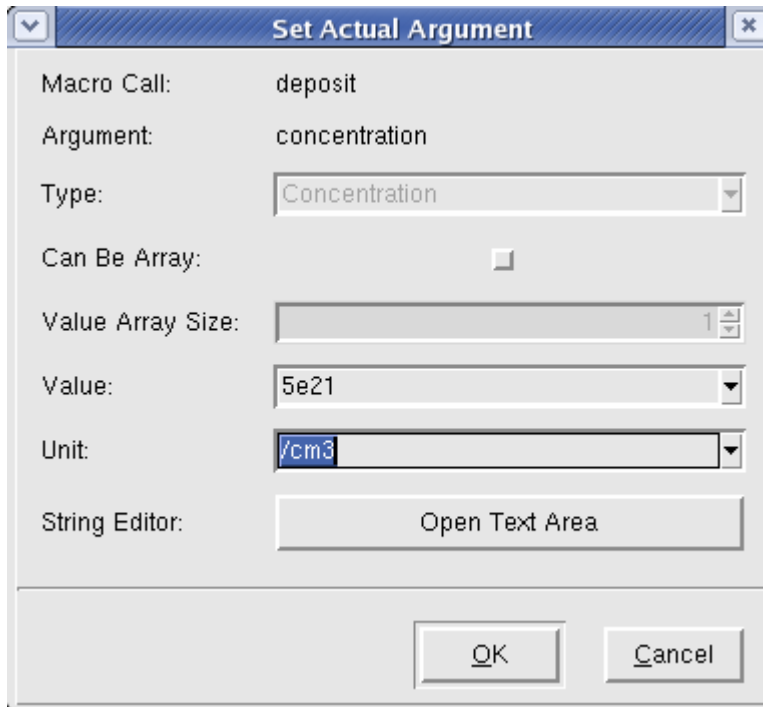 Set Actual Argument
Macro Call: deposit
Argument: concentration
Type: Concentration
Can Be Array:
Value Array Size: 1
Value: 5e21
Unit: /cm3
String Editor: Open Text Area
OK Cancel